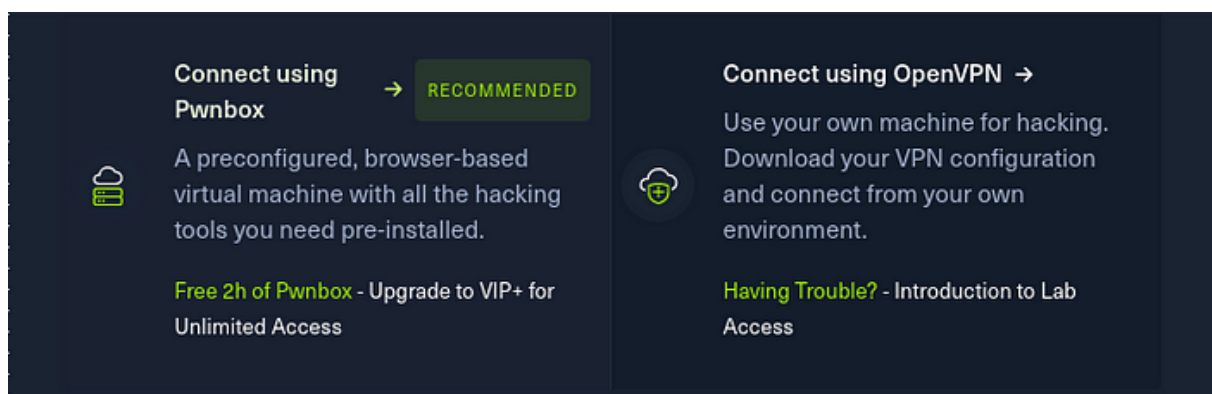 Connect using
Pwnbox
→ RECOMMENDED
A preconfigured, browser-based
virtual machine with all the hacking
tools you need pre-installed.
Free 2h of Pwnbox - Upgrade to VIP+ for
Unlimited Access
Connect using OpenVPN →
Use your own machine for hacking.
Download your VPN configuration
and connect from your own
environment.
Having Trouble? - Introduction to Lab
Access